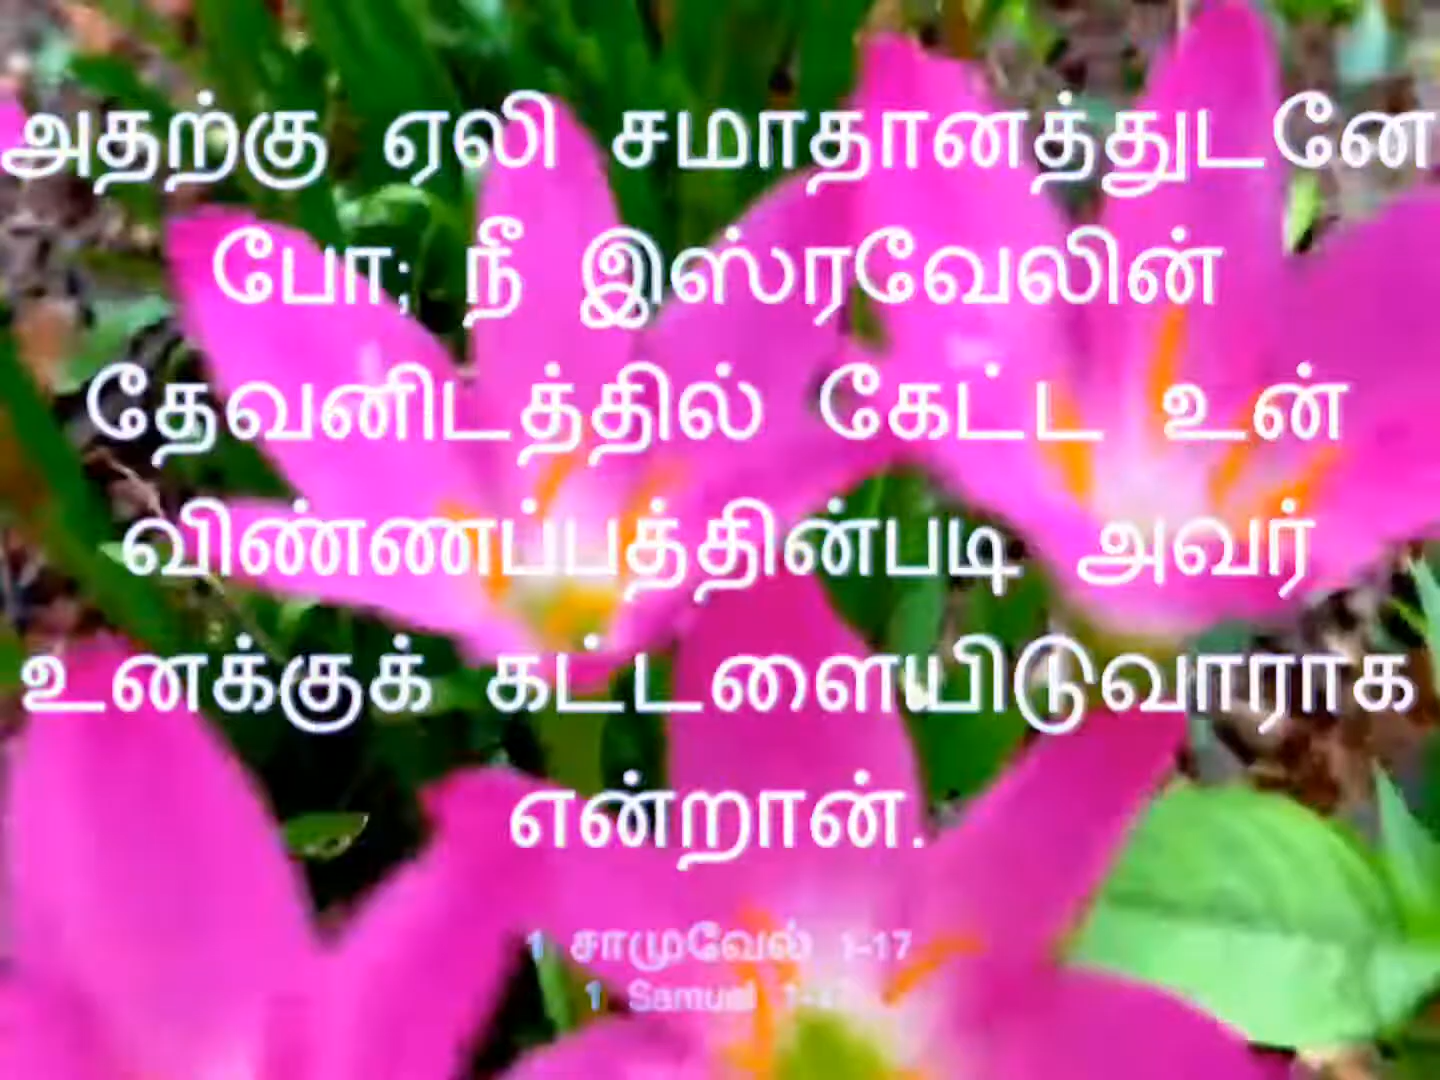 அதற்கு ஏலி சமாதானத்துடனே
போ; நீ இஸ்ரவேலின்
தேவனிடத்தில் கேட்ட உன்
விண்ணப்பத்தின்படி அவர்
உனக்குக் கட்டளையிடுவாராக
என்றான்.
1 சாமுவேல் 1-17
1 Samuel